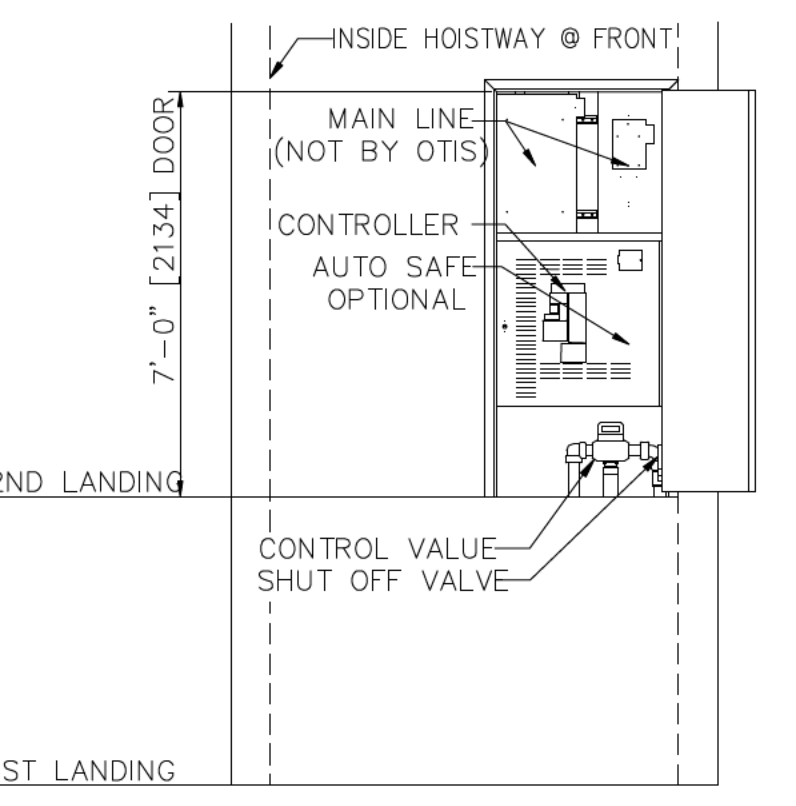 INSIDE HOISTWAY @ FRONT
MAIN LINE
(NOT BY OTIS)
CONTROLLER
AUTO SAFE
OPTIONAL
7'-0" [2134] DOOR
2ND LANDING
CONTROL VALUE
SHUT OFF VALVE
ST LANDING